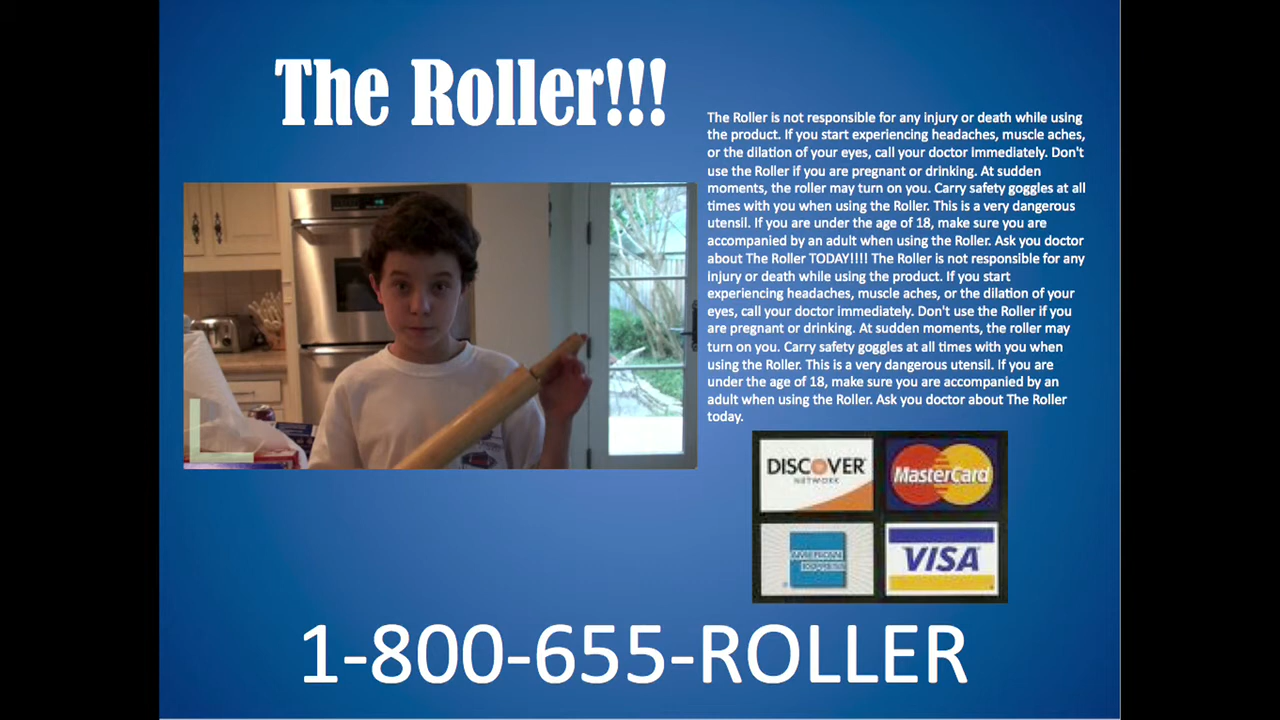 The Roller!!!
The Roller is not responsible for any injury or death while using
the product. If you start experiencing headaches, muscle aches,
or the dilation of your eyes, call your doctor immediately. Don't
use the Roller if you are pregnant or drinking. At sudden
moments, the roller may turn on you. Carry safety goggles at all
times with you when using the Roller. This is a very dangerous
utensil. If you are under the age of 18, make sure you are
accompanied by an adult when using the Roller. Ask you doctor
about The Roller TODAY!!!! The Roller is not responsible for any
injury or death while using the product. If you start
experiencing headaches, muscle aches, or the dilation of your
eyes, call your doctor immediately. Don't use the Roller if you
are pregnant or drinking. At sudden moments, the roller may
turn on you. Carry safety goggles at all times with you when
using the Roller. This is a very dangerous utensil. If you are
under the age of 18, make sure you are accompanied by an
adult when using the Roller. Ask you doctor about The Roller
today.
DISCOVER
NETWORK
MasterCard
AMERICAN
EXPRESS
VISA
1-800-655-ROLLER